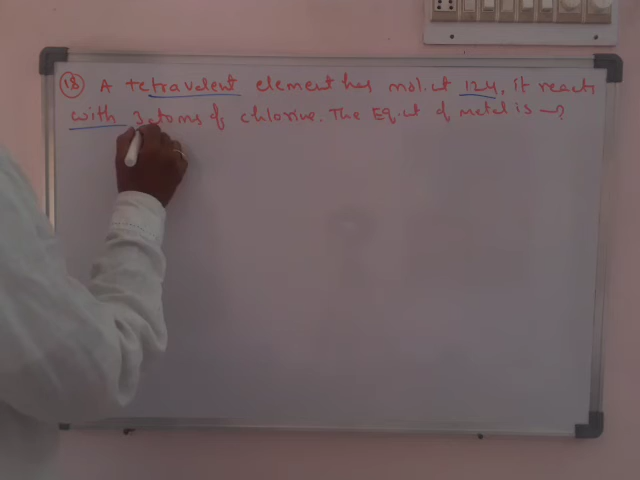 (18) A tetravalent element has mol.wt 124, it reacts
with 3 atoms of chlorine. The Eq.wt of metal is →